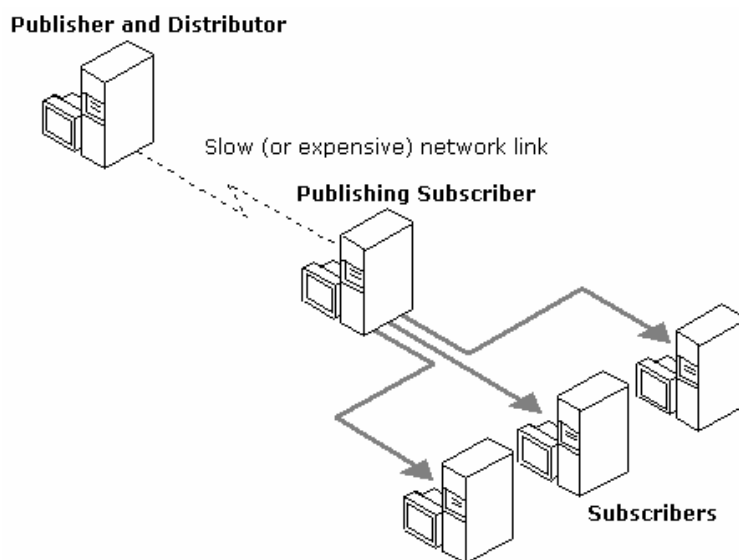 Publisher and Distributor
Slow (or expensive) network link
Publishing Subscriber
Subscribers